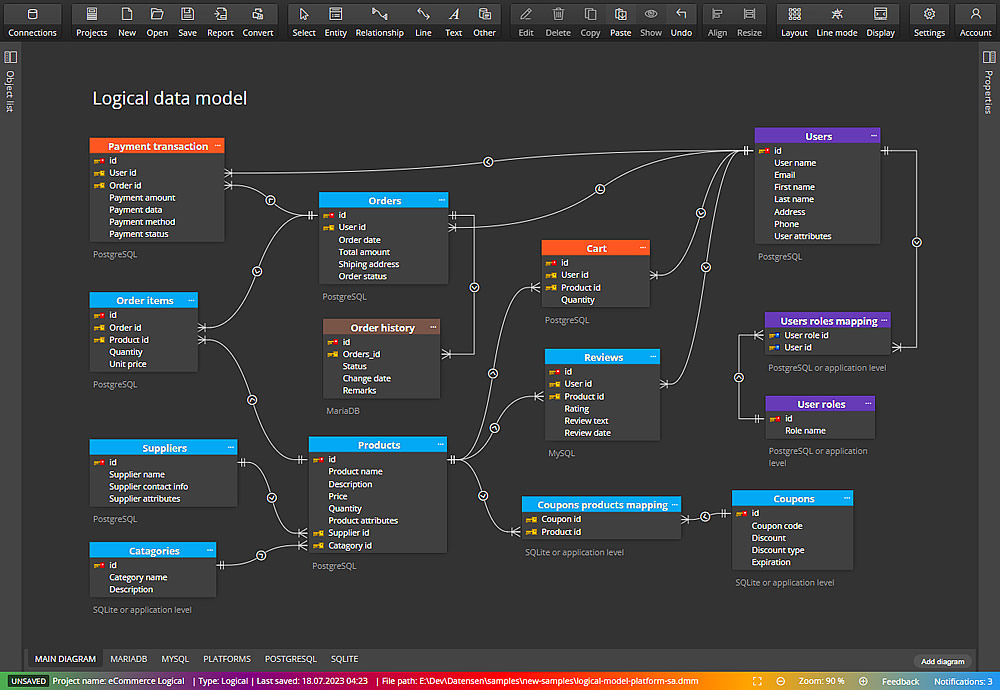 Connections Projects New Open Save Report Convert Select Entity Relationship Line Text Other Edit Delete Copy Paste Show Undo Align Resize Layout Line mode Display Settings Account
Object list
Properties
Logical data model
Payment transaction ...
id
User id
Order id
Payment amount
Payment data
Payment method
Payment status
PostgreSQL
Orders ...
id
User id
Order date
Total amount
Shiping address
Order status
PostgreSQL
Users ...
id
User name
Email
First name
Last name
Address
Phone
User attributes
PostgreSQL
Cart ...
id
User id
Product id
Quantity
PostgreSQL
Order items ...
id
Order id
Product id
Quantity
Unit price
PostgreSQL
Order history ...
id
Orders_id
Status
Change date
Remarks
MariaDB
Reviews ...
id
User id
Product id
Rating
Review text
Review date
MySQL
Users roles mapping ...
User role id
User id
PostgreSQL or application level
User roles ...
id
Role name
PostgreSQL or application
level
Suppliers ...
id
Supplier name
Supplier contact info
Supplier attributes
PostgreSQL
Products ...
id
Product name
Description
Price
Quantity
Product attributes
Supplier id
Category id
PostgreSQL
Coupons products mapping ...
Coupon id
Product id
SQLite or application level
Coupons ...
id
Coupon code
Discount
Discount type
Expiration
SQLite or application level
Catagories ...
id
Category name
Description
SQLite or application level
MAIN DIAGRAM MARIADB MYSQL PLATFORMS POSTGRESQL SQLITE Add diagram
UNSAVED Project name: eCommerce Logical | Type: Logical | Last saved: 18.07.2023 04:23 | File path: E:\Dev\Datensen\samples\new-samples\logical-model-platform-sa.dmm Zoom: 90 % Feedback Notifications: 3